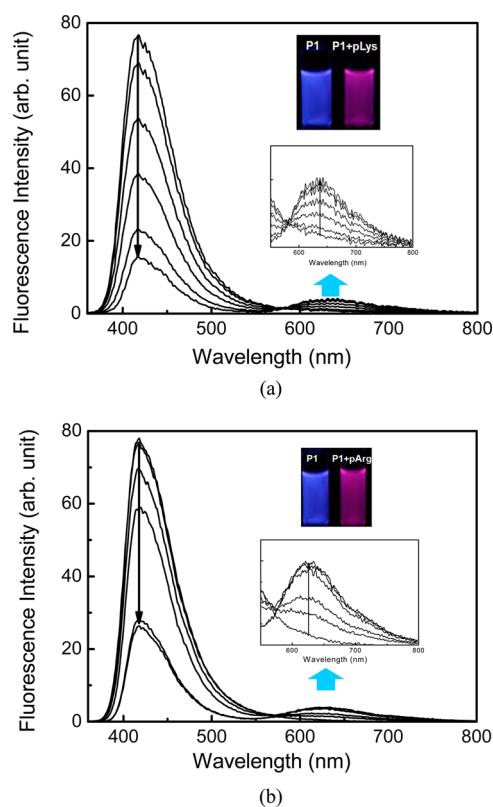 80
60
40
20
0
Fluorescence Intensity (arb. unit)
P1 P1+pLys
600 700 800
Wavelength (nm)
400 500 600 700 800
Wavelength (nm)
(a)
80
60
40
20
0
Fluorescence Intensity (arb. unit)
P1 P1+pArg
600 700 800
Wavelength (nm)
400 500 600 700 800
Wavelength (nm)
(b)